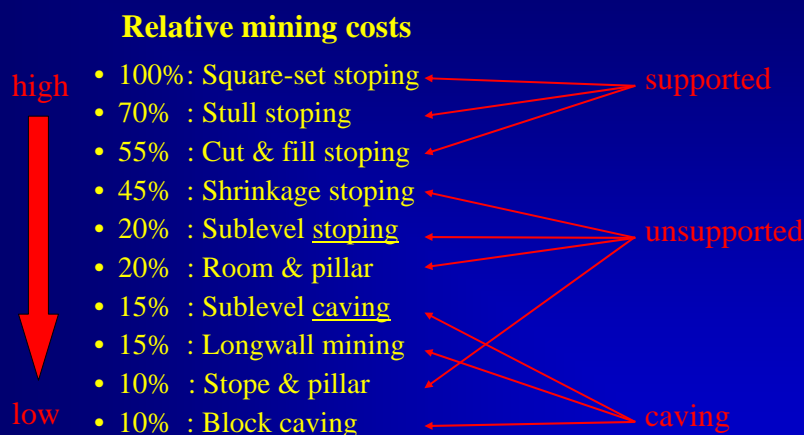 Relative mining costs
high
• 100%: Square-set stoping
supported
• 70% : Stull stoping
• 55% : Cut & fill stoping
• 45% : Shrinkage stoping
• 20% : Sublevel stoping
unsupported
• 20% : Room & pillar
• 15% : Sublevel caving
• 15% : Longwall mining
• 10% : Stope & pillar
low
• 10% : Block caving
caving